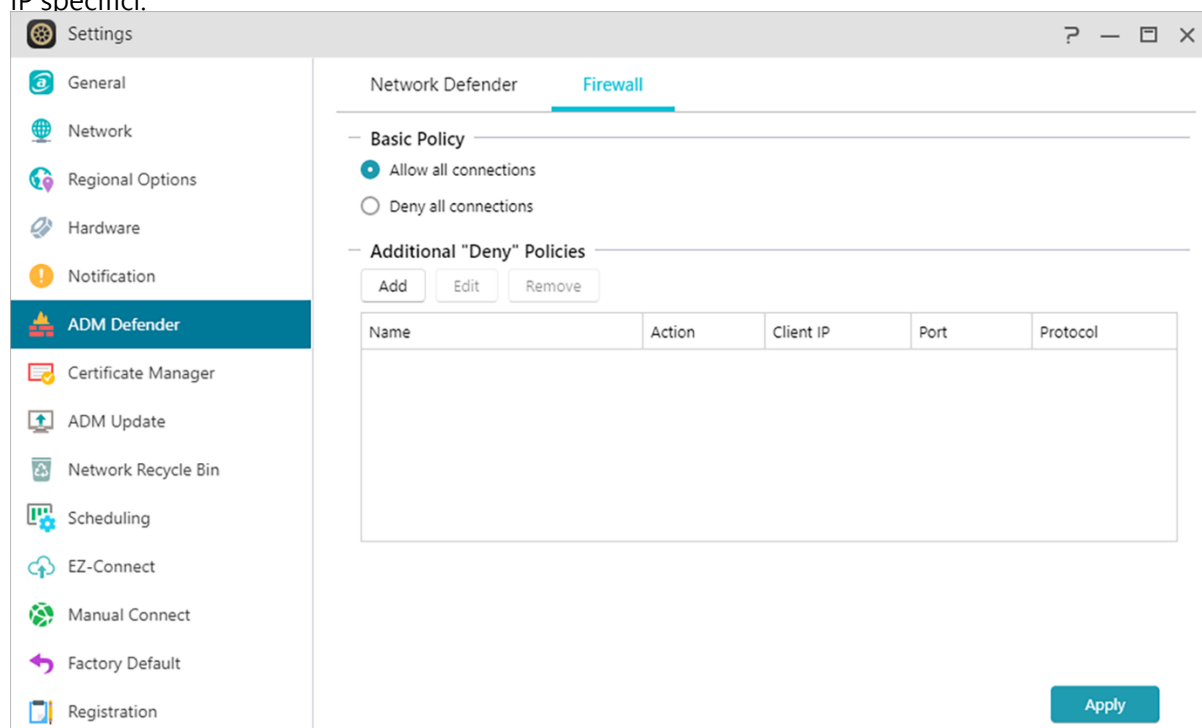 IP specifici.
Settings
General
Network
Regional Options
Hardware
Notification
ADM Defender
Certificate Manager
ADM Update
Network Recycle Bin
Scheduling
EZ-Connect
Manual Connect
Factory Default
Registration
Network Defender Firewall
Basic Policy
Allow all connections
Deny all connections
Additional "Deny" Policies
Add Edit Remove
Name Action Client IP Port Protocol
Apply